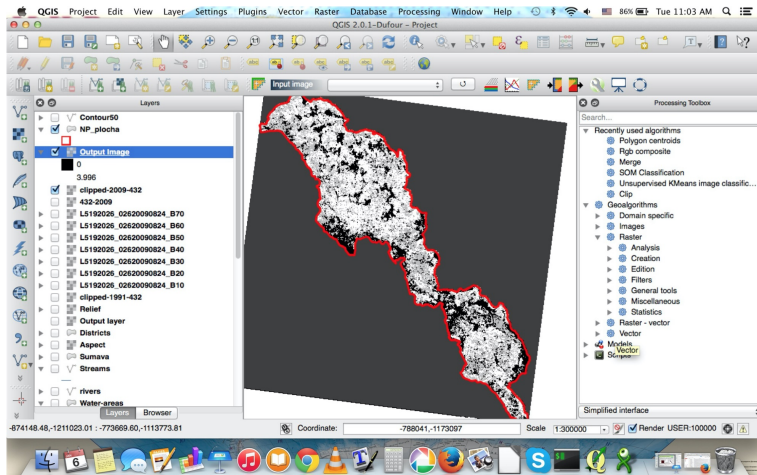 QGIS Project Edit View Layer Settings Plugins Vector Raster Database Processing Window Help 86% Tue 11:03 AM
QGIS 2.0.1-Dufour - Project
Input image
Layers
Contour50
NP_plocha
Output Image
0
3.996
clipped-2009-432
432-2009
L5192026_02620090824_B70
L5192026_02620090824_B60
L5192026_02620090824_B50
L5192026_02620090824_B40
L5192026_02620090824_B30
L5192026_02620090824_B20
L5192026_02620090824_B10
clipped-1991-432
Relief
Output layer
Districts
Aspect
Sumava
Streams
rivers
Water-areas
Layers Browser
Processing Toolbox
Search...
Recently used algorithms
Polygon centroids
Rgb composite
Merge
SOM Classification
Unsupervised KMeans image classific...
Clip
Geoalgorithms
Domain specific
Images
Raster
Analysis
Creation
Edition
Filters
General tools
Miscellaneous
Statistics
Raster - vector
Vector
Models
Vector
Simplified interface
-874148.48,-1211023.01 : -773669.60,-1113773.81 Coordinate: -788041,-1173097 Scale 1:300000 Render USER:100000
6